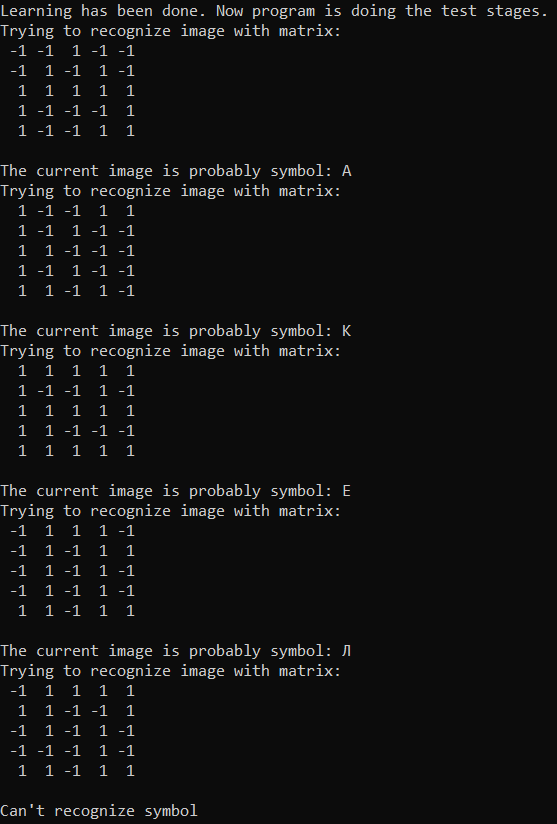 Learning has been done. Now program is doing the test stages.
Trying to recognize image with matrix:
-1 -1 1 -1 -1
-1 1 -1 1 -1
1 1 1 1 1
1 -1 -1 -1 1
1 -1 -1 1 1
The current image is probably symbol: А
Trying to recognize image with matrix:
1 -1 -1 1 1
1 -1 1 -1 -1
1 1 -1 -1 -1
1 -1 1 -1 -1
1 1 -1 1 -1
The current image is probably symbol: К
Trying to recognize image with matrix:
1 1 1 1 1
1 -1 -1 1 -1
1 1 1 1 1
1 1 -1 -1 -1
1 1 1 1 1
The current image is probably symbol: Е
Trying to recognize image with matrix:
-1 1 1 1 -1
-1 1 -1 1 1
-1 1 -1 1 -1
-1 1 -1 1 -1
1 1 -1 1 1
The current image is probably symbol: Л
Trying to recognize image with matrix:
-1 1 1 1 1
1 1 -1 -1 1
-1 1 -1 1 -1
-1 -1 -1 1 -1
1 1 -1 1 1
Can't recognize symbol